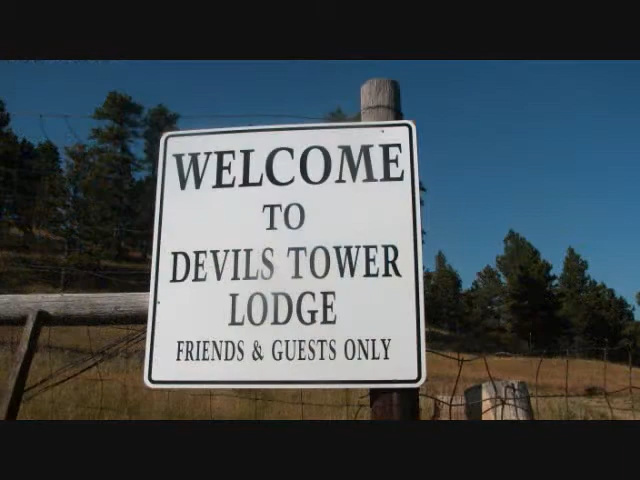 WELCOME
TO
DEVILS TOWER
LODGE
FRIENDS & GUESTS ONLY